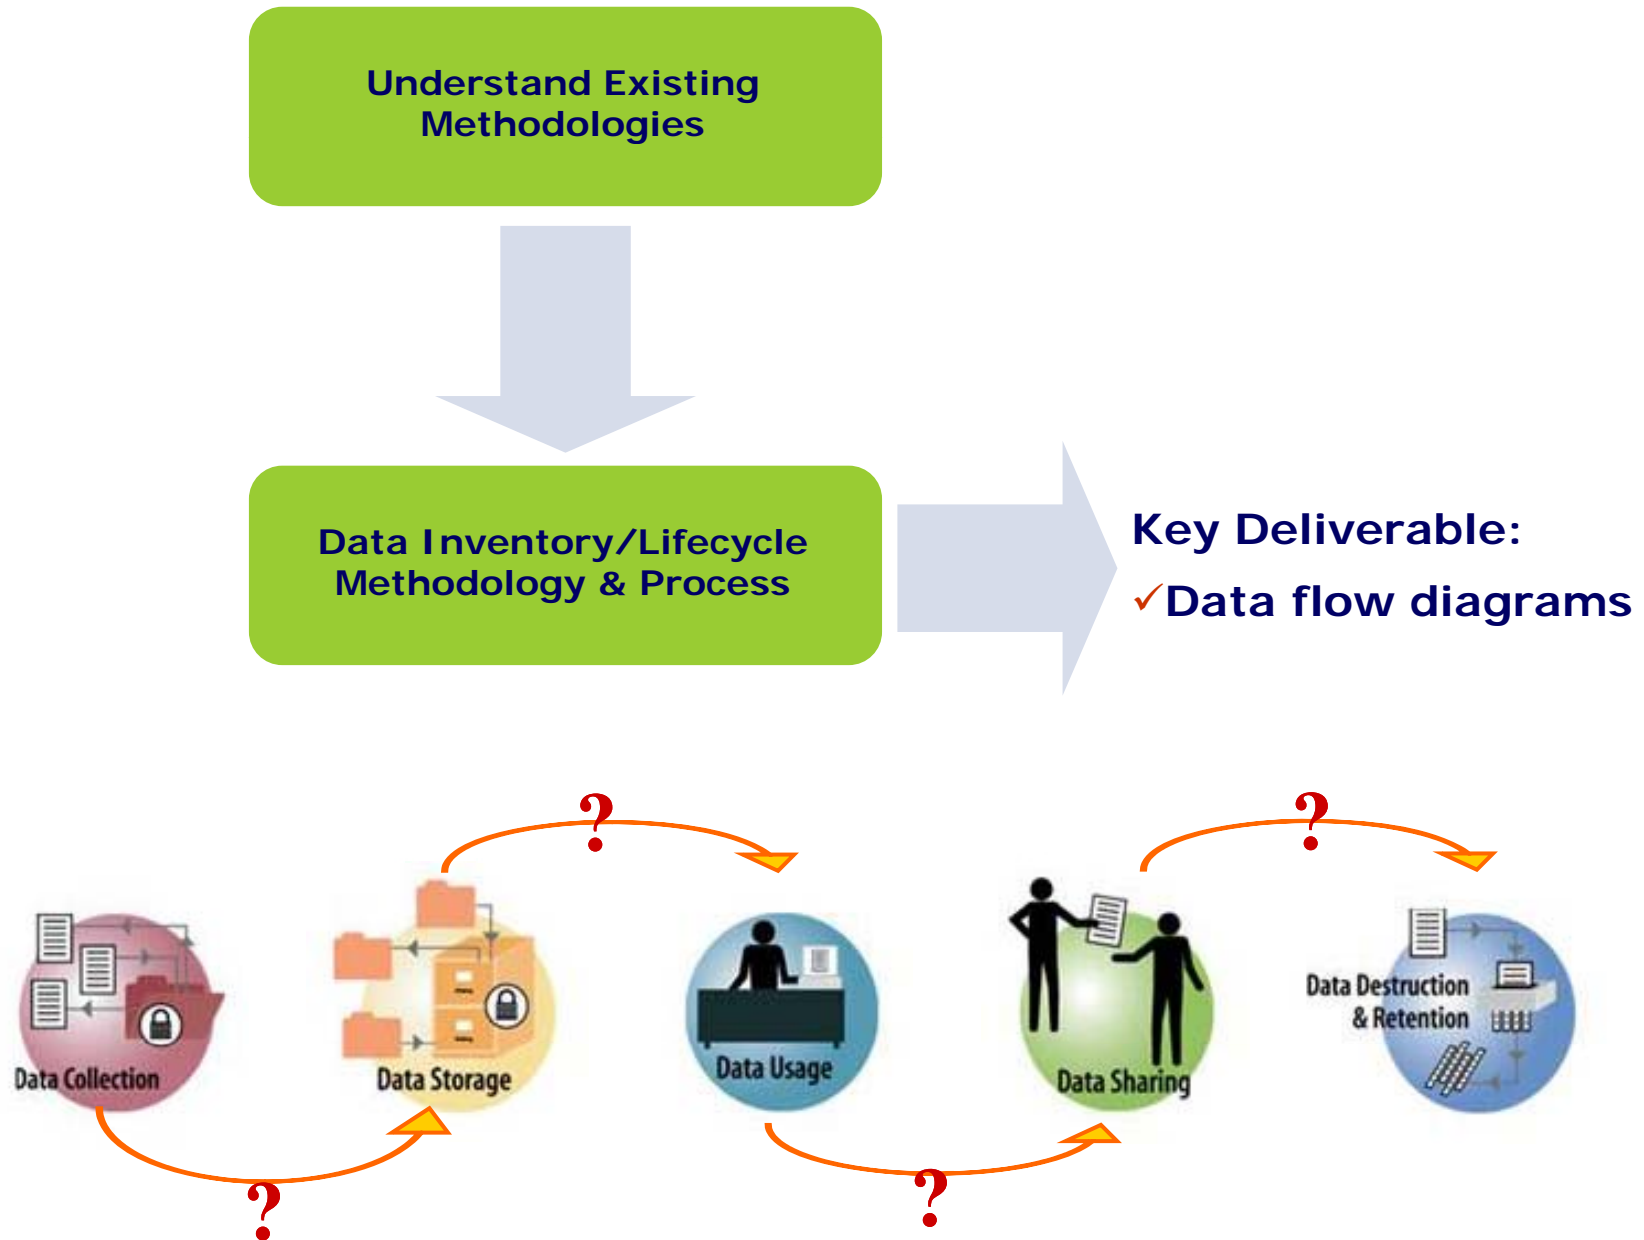 Understand Existing
Methodologies
Data Inventory/Lifecycle
Methodology & Process
Key Deliverable:
✓Data flow diagrams
?
?
Data Collection
Data Storage
Data Usage
Data Sharing
Data Destruction
& Retention
?
?